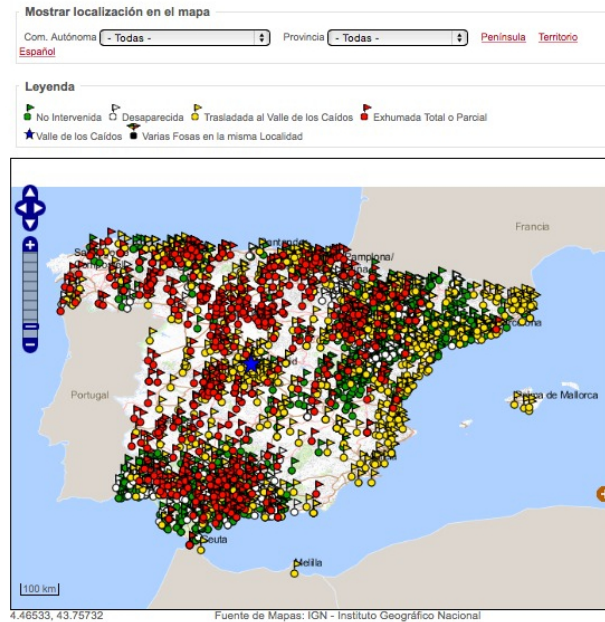 Mostrar localización en el mapa
Com. Autónoma - Todas - Provincia - Todas - Península Territorio
Español
Leyenda
No Intervenida Desaparecida Trasladada al Valle de los Caídos Exhumada Total o Parcial
Valle de los Caídos Varias Fosas en la misma Localidad
Francia
Santander
Pamplona/
Portugal
de Mallorca
Ceuta
Melilla
100 km
4.46533, 43.75732 Fuente de Mapas: IGN - Instituto Geográfico Nacional